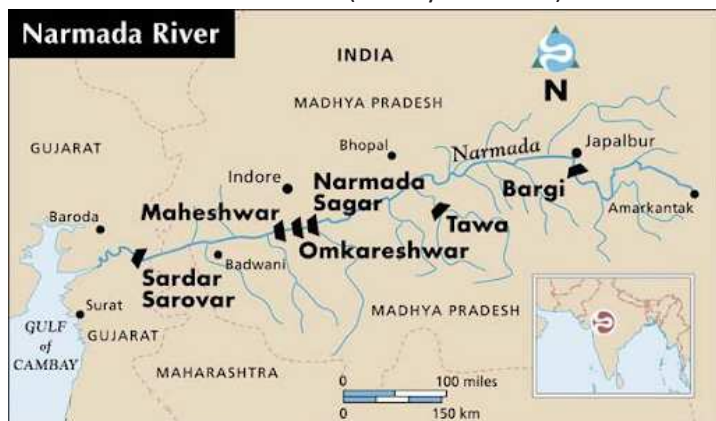 Narmada River
INDIA
N
MADHYA PRADESH
GUJARAT
Bhopal
Narmada
Japalbur
Indore
Narmada
Sagar
Bargi
Amarkantak
Baroda
Maheshwar
Omkareshwar
Tawa
Sardar
Sarovar
Badwani
Surat
GULF
of
CAMBAY
GUJARAT
MAHARASHTRA
MADHYA PRADESH
0 100 miles
0 150 km